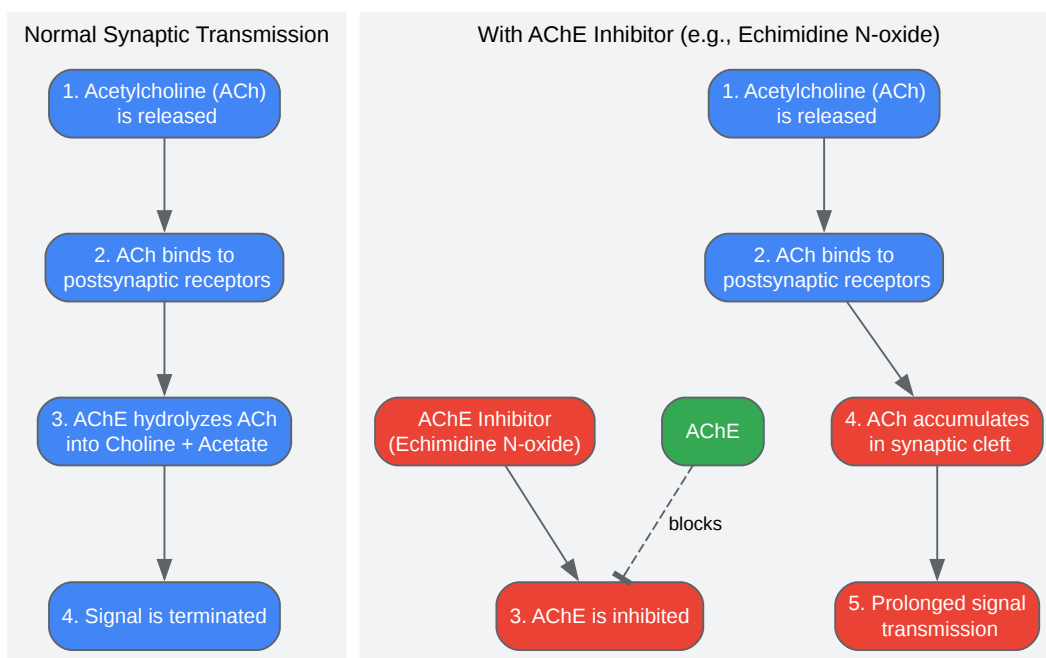 Normal Synaptic Transmission
1. Acetylcholine (ACh)
is released
2. ACh binds to
postsynaptic receptors
3. AChE hydrolyzes ACh
into Choline + Acetate
4. Signal is terminated
With AChE Inhibitor (e.g., Echimidine N-oxide)
1. Acetylcholine (ACh)
is released
2. ACh binds to
postsynaptic receptors
AChE Inhibitor
(Echimidine N-oxide)
AChE
4. ACh accumulates
in synaptic cleft
blocks
3. AChE is inhibited
5. Prolonged signal
transmission